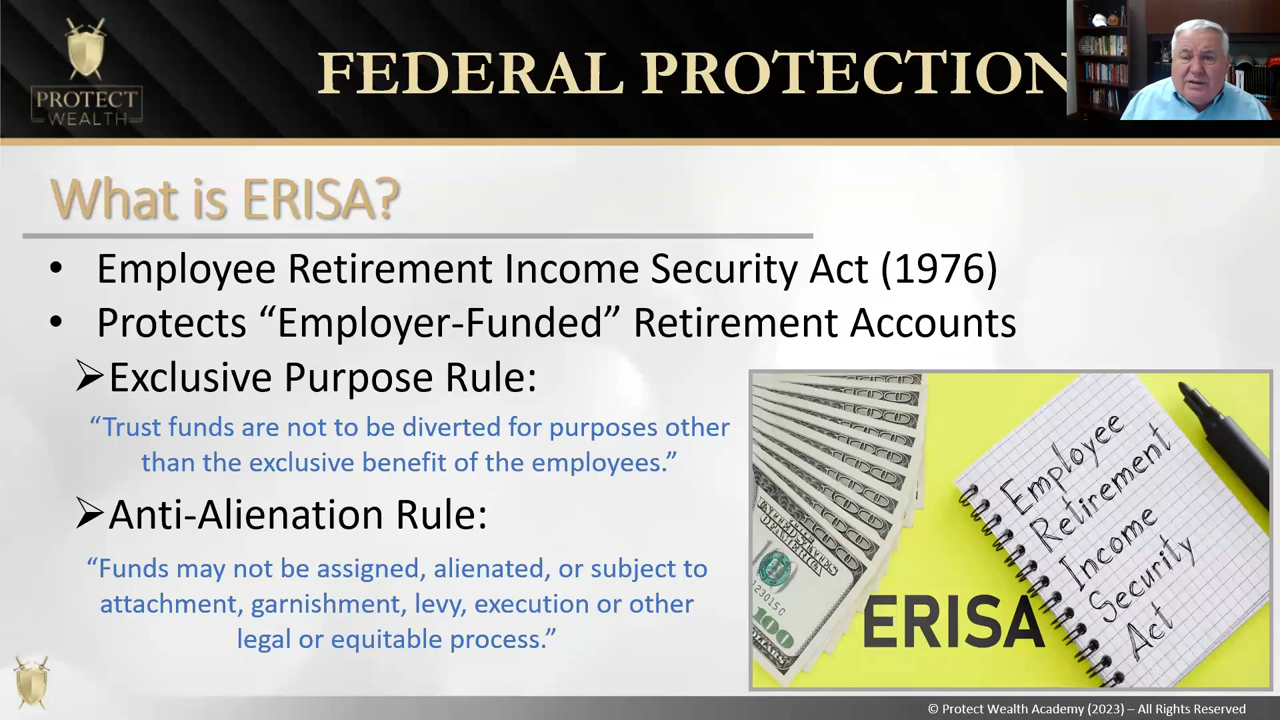 PROTECT
WEALTH
FEDERAL PROTECTION
What is ERISA?
• Employee Retirement Income Security Act (1976)
• Protects “Employer-Funded” Retirement Accounts
➢Exclusive Purpose Rule:
“Trust funds are not to be diverted for purposes other
than the exclusive benefit of the employees.”
➢Anti-Alienation Rule:
“Funds may not be assigned, alienated, or subject to
attachment, garnishment, levy, execution or other
legal or equitable process.”
ERISA
Employee
Retirement
Income
Security
Act
100
© Protect Wealth Academy (2023) – All Rights Reserved